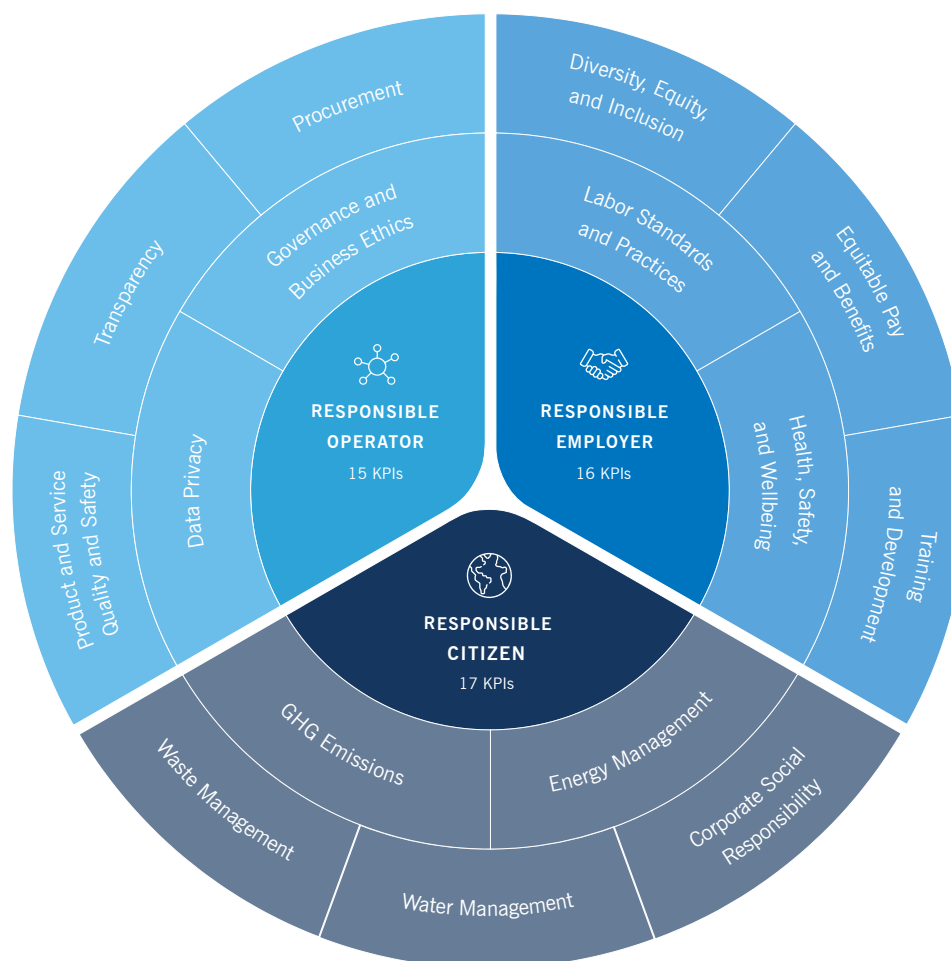 Procurement
Transparency
Product and Service
Quality and Safety
Governance and
Business Ethics
Data Privacy
RESPONSIBLE
OPERATOR
15 KPIs
Diversity, Equity,
and Inclusion
Equitable Pay
and Benefits
Training
and Development
Labor Standards
and Practices
Health, Safety,
and Wellbeing
RESPONSIBLE
EMPLOYER
16 KPIs
RESPONSIBLE
CITIZEN
17 KPIs
GHG Emissions
Energy Management
Waste Management
Water Management
Corporate Social
Responsibility